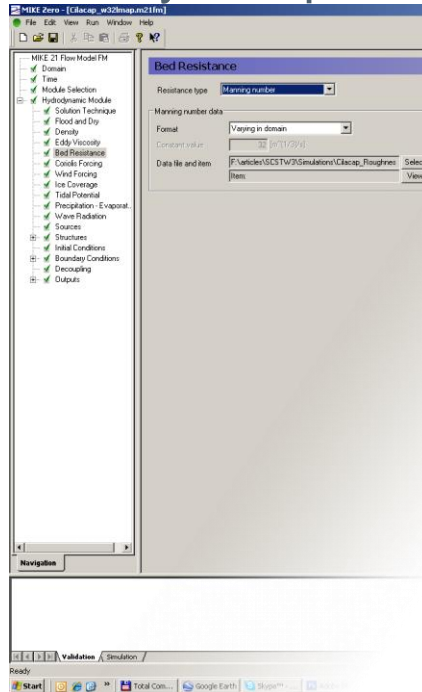 MIKE Zero - [Cilacap_w32lmap.m21fm]
File Edit View Run Window Help
MIKE 21 Flow Model FM
Domain
Time
Module Selection
Hydrodynamic Module
Solution Technique
Flood and Dry
Density
Eddy Viscosity
Bed Resistance
Coriolis Forcing
Wind Forcing
Ice Coverage
Tidal Potential
Precipitation - Evaporat..
Wave Radiation
Sources
Structures
Initial Conditions
Boundary Conditions
Decoupling
Outputs
Navigation
Bed Resistance
Resistance type Manning number
Manning number data
Format Varying in domain
Constant value 32 [m^(1/3)/s]
Data file and item F:\articles\SCSTW3\Simulations\Cilacap_Roughnes Selec
Item: View
Validation Simulation
Ready
Start Total Com... Google Earth Skype™